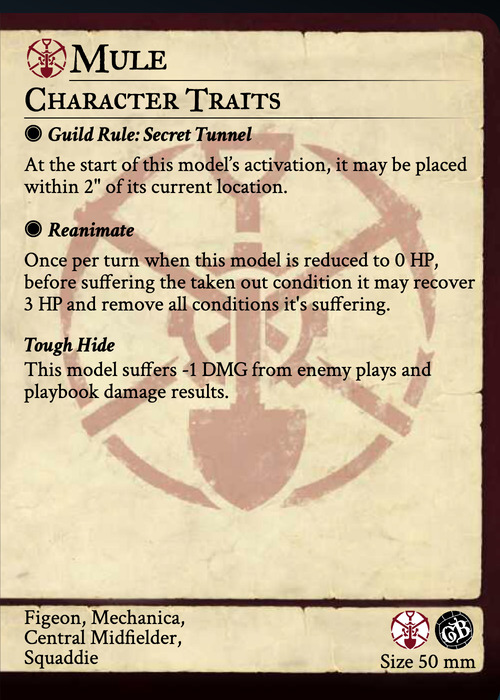 Mule
Character Traits
Guild Rule: Secret Tunnel
At the start of this model's activation, it may be placed
within 2" of its current location.
Reanimate
Once per turn when this model is reduced to 0 HP,
before suffering the taken out condition it may recover
3 HP and remove all conditions it's suffering.
Tough Hide
This model suffers -1 DMG from enemy plays and
playbook damage results.
Figeon, Mechanica,
Central Midfielder,
Squaddie
GB
Size 50 mm